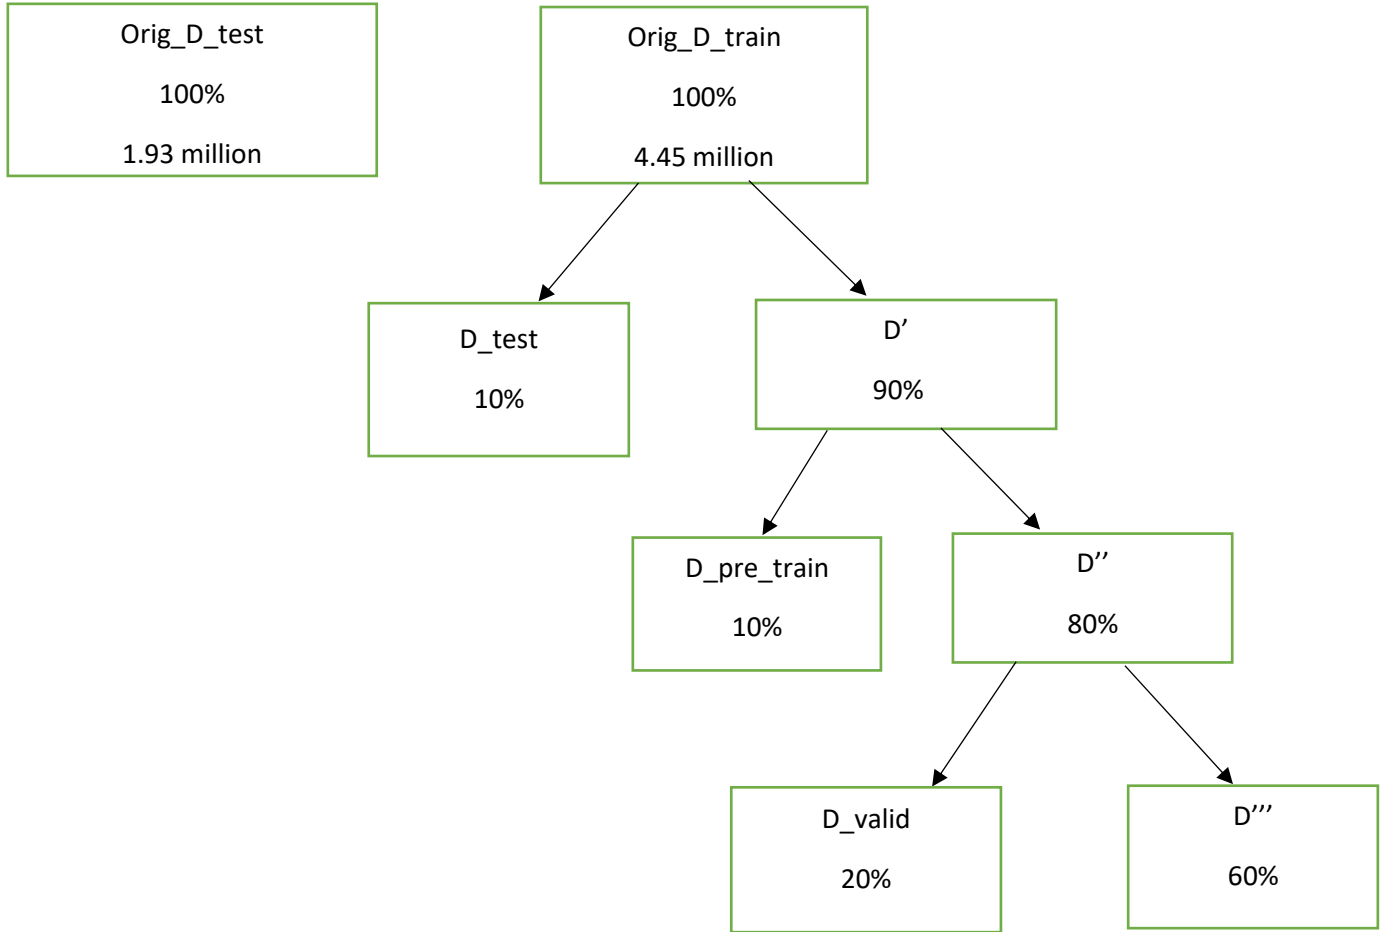 Orig_D_test
100%
1.93 million
Orig_D_train
100%
4.45 million
D_test
10%
D’
90%
D_pre_train
10%
D’’
80%
D_valid
20%
D’’’
60%